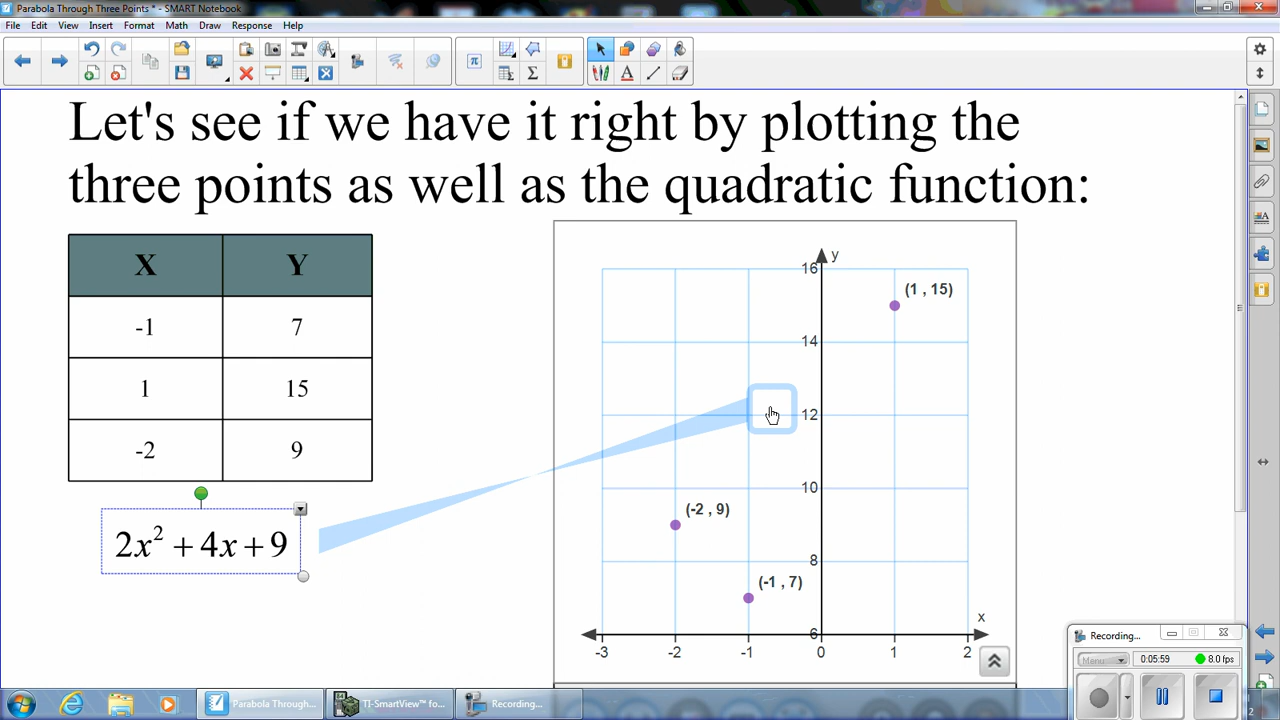 Parabola Through Three Points * - SMART Notebook
File Edit View Insert Format Math Draw Response Help
Let's see if we have it right by plotting the
three points as well as the quadratic function:
X Y
-1 7
1 15
-2 9
2x² + 4x + 9
y
16
(1 , 15)
14
12
10
(-2 , 9)
8
(-1 , 7)
x
6
-3 -2 -1 0 1 2
Recording...
Menu 0:05:59 8.0 fps
Parabola Through... TI-SmartView™ fo... Recording...